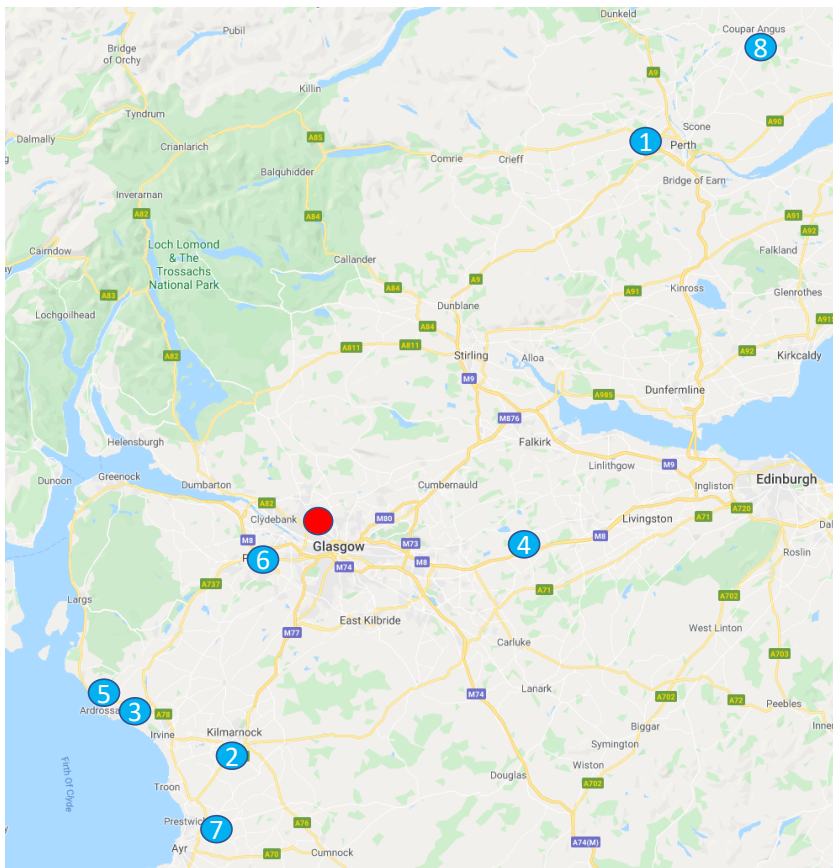 Dunkeld
Pubil
Coupar Angus
8
Bridge
of Orchy
A9
Killin
Tyndrum
A90
Scone
Dalmally
A85
1
Crianlarich
Perth
Comrie
Crieff
Balquhidder
Bridge of Earn
Inverarnan
A82
A84
A91
A92
Loch Lomond
& The
Trossachs
National Park
Cairndow
Falkland
Callander
A9
A83
A84
A91
Kinross
Glenrothes
Dunblane
Lochgoilhead
A84
A811
A811
A92
Stirling
A82
Alloa
Kirkcaldy
M9
Dunfermline
A985
M876
Helensburgh
Falkirk
Linlithgow
M9
Dunoon
Greenock
Dumbarton
Cumbernauld
Edinburgh
Ingliston
A82
A720
Clydebank
M80
Livingston
A71
M8
M8
Glasgow
M73
4
6
M74
M8
Roslin
A737
A71
A702
Largs
East Kilbride
M77
West Linton
Carluke
A703
5
M74
Lanark
A702
A72
Peebles
Ardrossa
3
A78
Biggar
Irvine
Kilmarnock
Symington
2
Wiston
Firth Of Clyde
Troon
Douglas
A702
Prestwick
7
A76
Ayr
A70
Cumnock
A74(M)